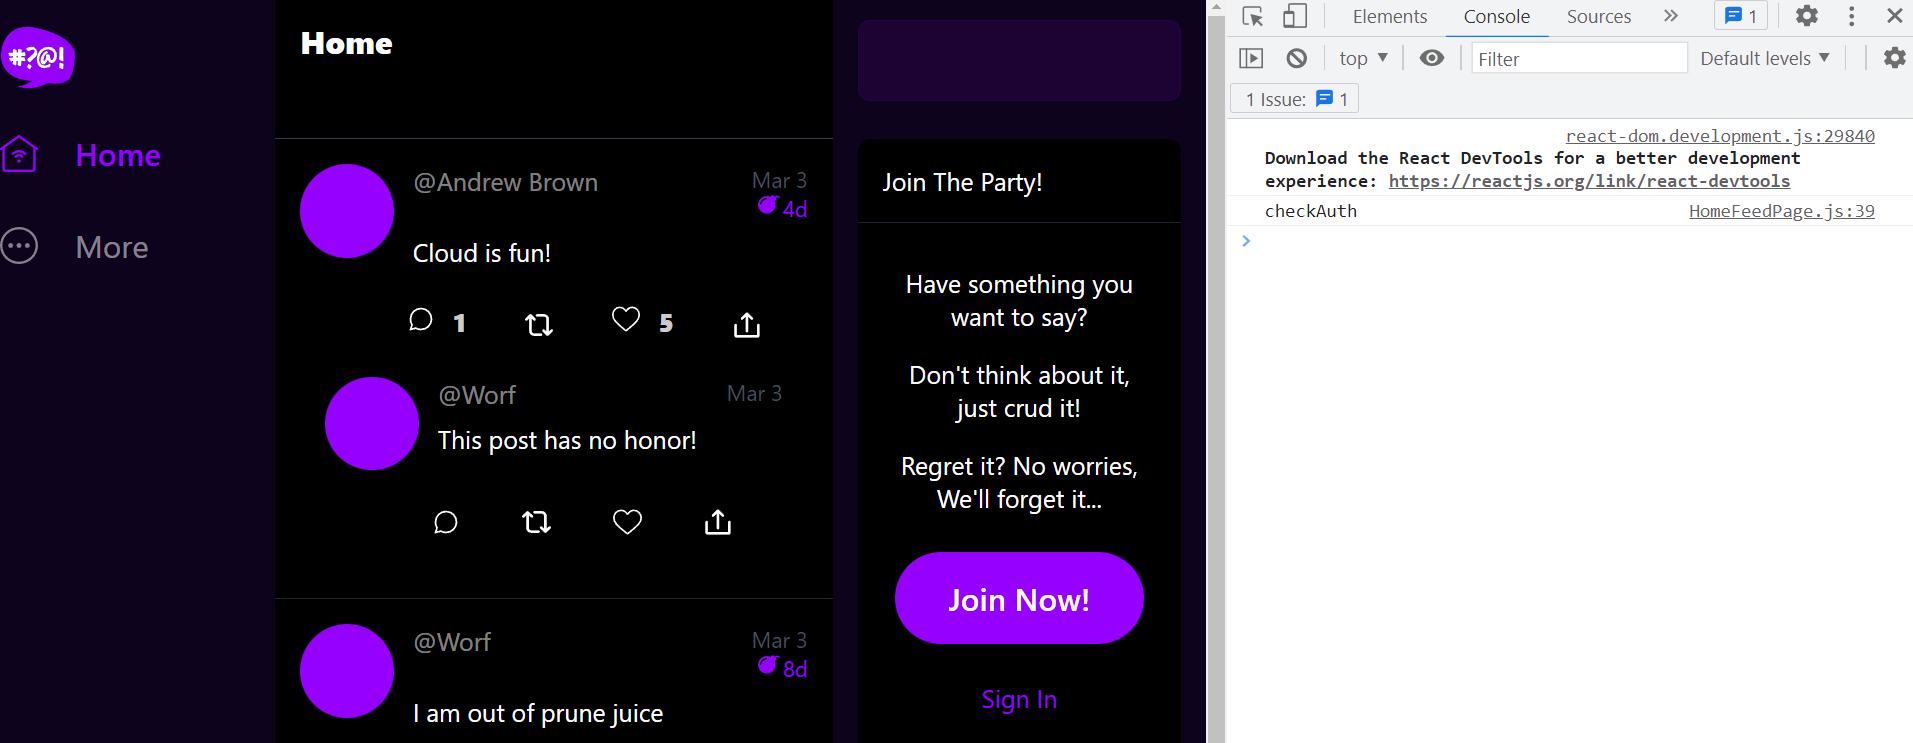 #?@!
Home
More
Home
@Andrew Brown
Mar 3
4d
Cloud is fun!
1
5
@Worf
Mar 3
This post has no honor!
@Worf
Mar 3
8d
I am out of prune juice
Join The Party!
Have something you
want to say?
Don't think about it,
just crud it!
Regret it? No worries,
We'll forget it...
Join Now!
Sign In
Elements Console Sources » 1
top ▼ Filter Default levels ▼
1 Issue: 1
react-dom.development.js:29840
Download the React DevTools for a better development
experience: https://reactjs.org/link/react-devtools
checkAuth HomeFeedPage.js:39